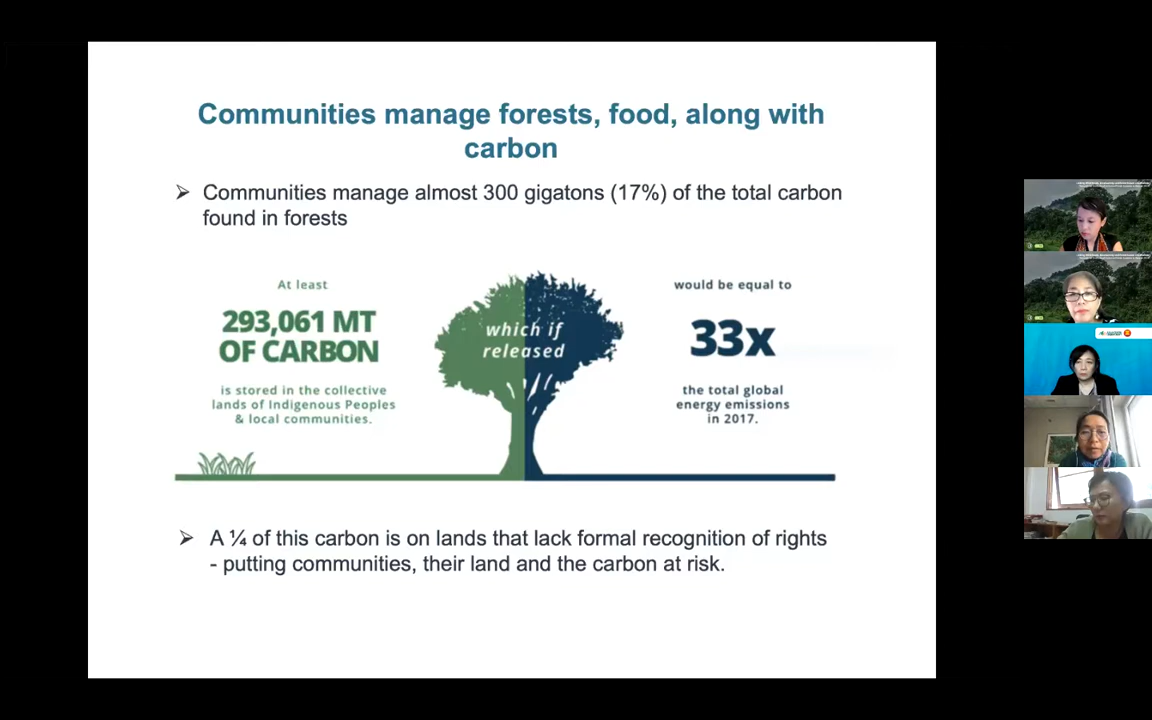 Communities manage forests, food, along with
carbon
➢ Communities manage almost 300 gigatons (17%) of the total carbon
found in forests
At least
293,061 MT
OF CARBON
is stored in the collective
lands of Indigenous Peoples
& local communities.
which if
released
would be equal to
33x
the total global
energy emissions
in 2017.
➢ A ¼ of this carbon is on lands that lack formal recognition of rights
- putting communities, their land and the carbon at risk.